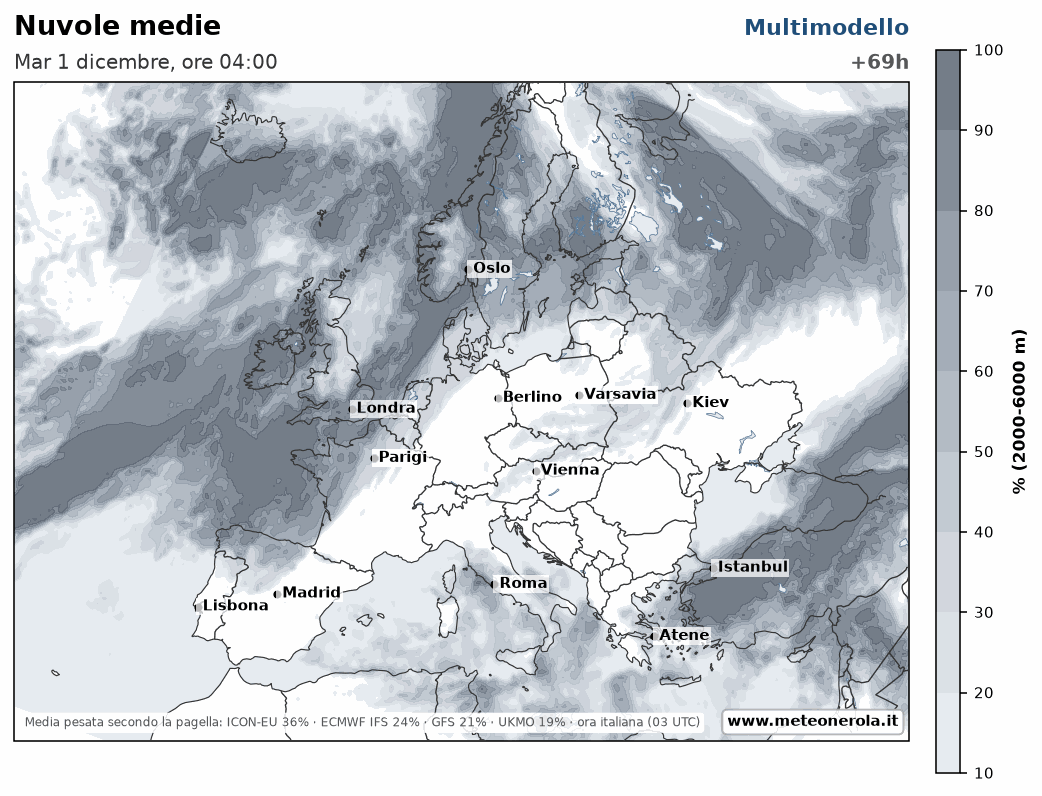 Nuvole medie
Multimodello
Mar 1 dicembre, ore 04:00
+69h
Oslo
Londra
Berlino
Varsavia
Kiev
Parigi
Vienna
Istanbul
Roma
Madrid
Lisbona
Atene
Media pesata secondo la pagella: ICON-EU 36% · ECMWF IFS 24% · GFS 21% · UKMO 19% · ora italiana (03 UTC)
www.meteonerola.it
100
90
80
70
60
50
40
30
20
10
% (2000-6000 m)